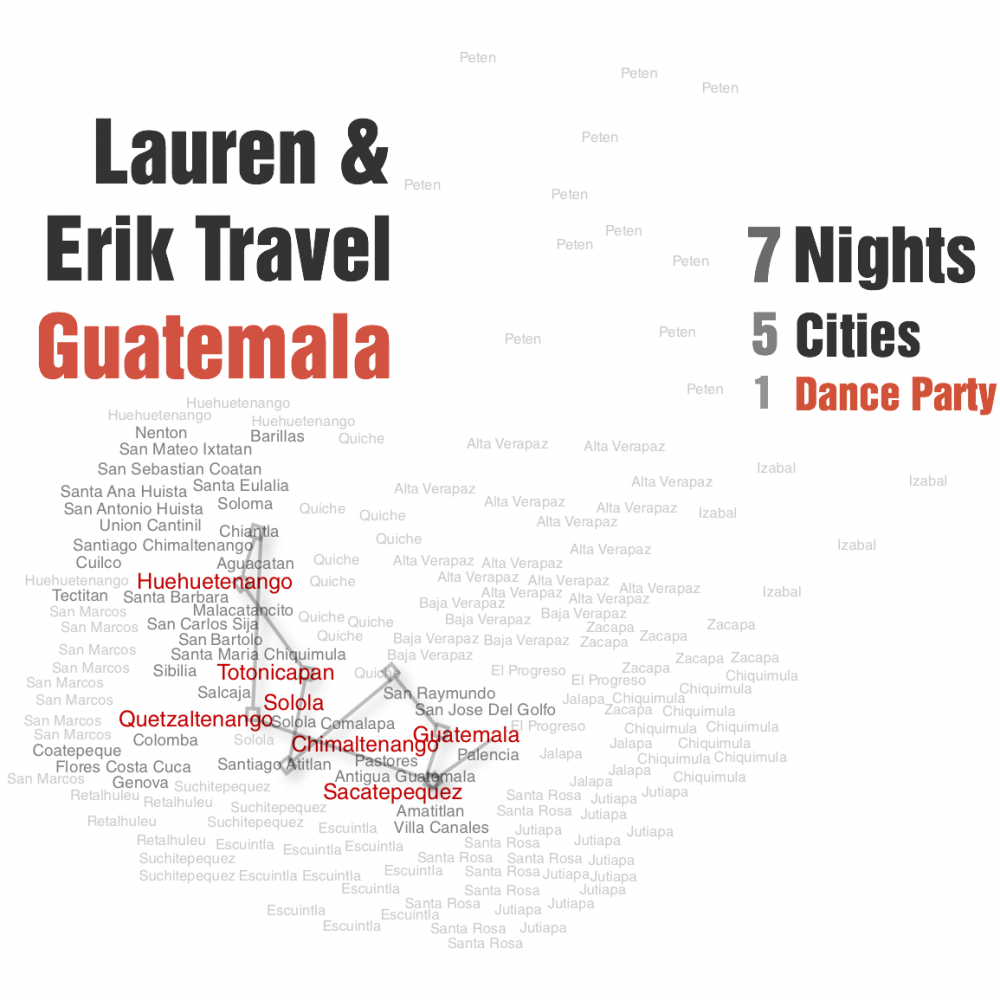 Peten
Peten
Peten
Lauren &
Peten
Peten
Peten
Erik Travel
Peten
Peten
7 Nights
Peten
Guatemala
Peten
Peten
5 Cities
Peten
1 Dance Party
Huehuetenango
Huehuetenango
Huehuetenango
Nenton
Barillas
Quiche
Alta Verapaz
Alta Verapaz
San Mateo Ixtatan
San Sebastian Coatan
Izabal
Izabal
Santa Ana Huista
Santa Eulalia
Alta Verapaz
Alta Verapaz
San Antonio Huista
Soloma
Quiche
Quiche
Alta Verapaz
Alta Verapaz
Izabal
Union Cantinil
Chiantla
Alta Verapaz
Santiago Chimaltenango
Quiche
Alta Verapaz
Izabal
Cuilco
Aguacatan
Quiche
Alta Verapaz
Alta Verapaz
Huehuetenango
Huehuetenango
Quiche
Alta Verapaz
Alta Verapaz
Alta Verapaz
Izabal
Tectitan
Santa Barbara
Alta Verapaz
Alta Verapaz
San Marcos
Malacatancito
Baja Verapaz
Baja Verapaz
San Marcos
San Carlos Sija
Quiche
Quiche
Baja Verapaz
Zacapa
Zacapa
San Bartolo
Quiche
Baja Verapaz
Baja Verapaz
Zacapa
Zacapa
San Marcos
Santa Maria Chiquimula
Baja Verapaz
Zacapa
Zacapa
San Marcos
Sibilia
Totonicapan
Quiche
El Progreso
Zacapa
Chiquimula
San Marcos
El Progreso
Salcaja
San Raymundo
Chiquimula
San Marcos
Solola
Jalapa
Chiquimula
San Jose Del Golfo
Zacapa
Chiquimula
San Marcos
Quetzaltenango
Solola
Comalapa
El Progreso
Chiquimula
Chiquimula
San Marcos
Colomba
Solola
Chimaltenango
Guatemala
Jalapa
Chiquimula
Coatepeque
Palencia
Jalapa
Chiquimula
Chiquimula
Flores Costa Cuca
Santiago Atitlan
Pastores
Jalapa
San Marcos
Genova
Suchitepequez
Antigua Guatemala
Jalapa
Chiquimula
Retalhuleu
Retalhuleu
Sacatepequez
Santa Rosa
Jutiapa
Jutiapa
Suchitepequez
Amatitlan
Santa Rosa
Jutiapa
Retalhuleu
Suchitepequez
Escuintla
Villa Canales
Jutiapa
Jutiapa
Retalhuleu
Escuintla
Escuintla
Escuintla
Santa Rosa
Jutiapa
Suchitepequez
Santa Rosa
Santa Rosa
Jutiapa
Suchitepequez
Escuintla
Escuintla
Escuintla
Santa Rosa
Jutiapa
Jutiapa
Escuintla
Santa Rosa
Jutiapa
Escuintla
Escuintla
Santa Rosa
Jutiapa
Jutiapa
Escuintla
Santa Rosa
Jutiapa
Santa Rosa